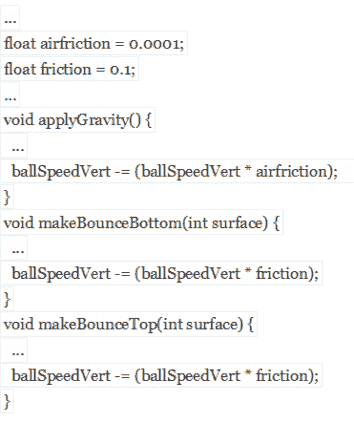 ...
float airfriction = 0.0001;
float friction = 0.1;
...
void applyGravity() {
...
ballSpeedVert -= (ballSpeedVert * airfriction);
}
void makeBounceBottom(int surface) {
...
ballSpeedVert -= (ballSpeedVert * friction);
}
void makeBounceTop(int surface) {
...
ballSpeedVert -= (ballSpeedVert * friction);
}